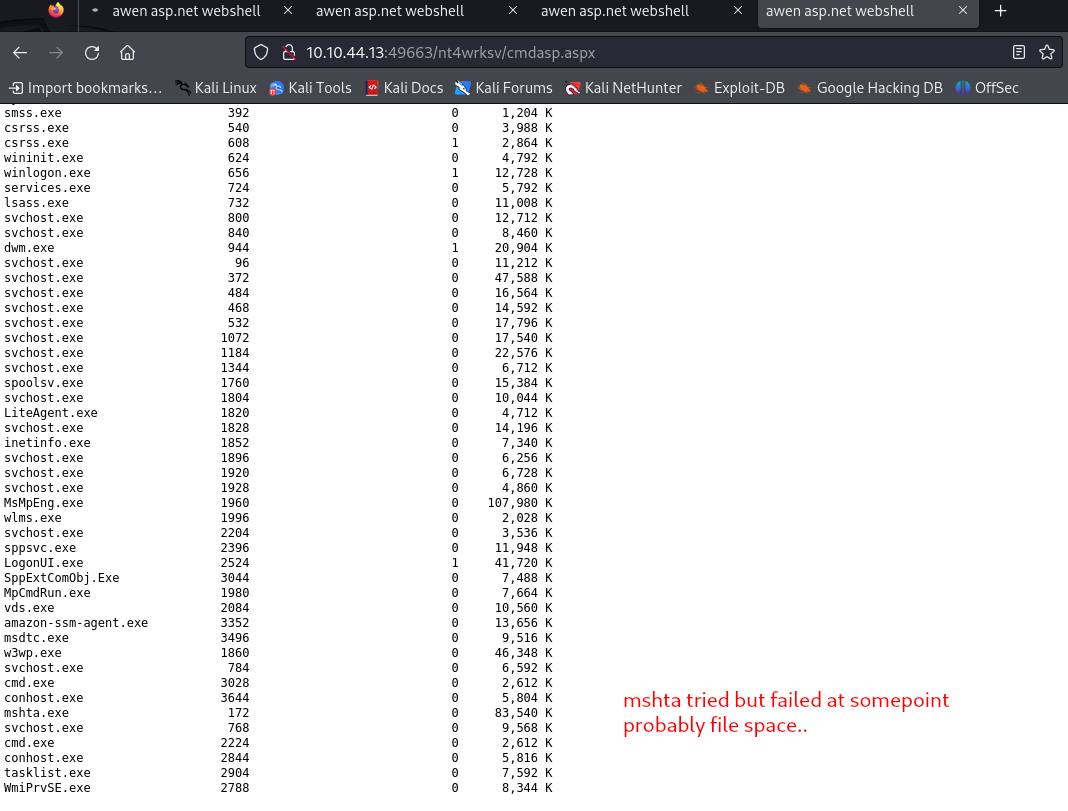 awen asp.net webshell awen asp.net webshell awen asp.net webshell awen asp.net webshell
10.10.44.13:49663/nt4wrksv/cmdasp.aspx
Import bookmarks... Kali Linux Kali Tools Kali Docs Kali Forums Kali NetHunter Exploit-DB Google Hacking DB OffSec
smss.exe 392 0 1,204 K
csrss.exe 540 0 3,988 K
csrss.exe 608 1 2,864 K
wininit.exe 624 0 4,792 K
winlogon.exe 656 1 12,728 K
services.exe 724 0 5,792 K
lsass.exe 732 0 11,008 K
svchost.exe 800 0 12,712 K
svchost.exe 840 0 8,460 K
dwm.exe 944 1 20,904 K
svchost.exe 96 0 11,212 K
svchost.exe 372 0 47,588 K
svchost.exe 484 0 16,564 K
svchost.exe 468 0 14,592 K
svchost.exe 532 0 17,796 K
svchost.exe 1072 0 17,540 K
svchost.exe 1184 0 22,576 K
svchost.exe 1344 0 6,712 K
spoolsv.exe 1760 0 15,384 K
svchost.exe 1804 0 10,044 K
LiteAgent.exe 1820 0 4,712 K
svchost.exe 1828 0 14,196 K
inetinfo.exe 1852 0 7,340 K
svchost.exe 1896 0 6,256 K
svchost.exe 1920 0 6,728 K
svchost.exe 1928 0 4,860 K
MsMpEng.exe 1960 0 107,980 K
wlms.exe 1996 0 2,028 K
svchost.exe 2204 0 3,536 K
sppsvc.exe 2396 0 11,948 K
LogonUI.exe 2524 1 41,720 K
SppExtComObj.Exe 3044 0 7,488 K
MpCmdRun.exe 1980 0 7,664 K
vds.exe 2084 0 10,560 K
amazon-ssm-agent.exe 3352 0 13,656 K
msdtc.exe 3496 0 9,516 K
w3wp.exe 1860 0 46,348 K
svchost.exe 784 0 6,592 K
cmd.exe 3028 0 2,612 K
conhost.exe 3644 0 5,804 K
mshta.exe 172 0 83,540 K
svchost.exe 768 0 9,568 K
cmd.exe 2224 0 2,612 K
conhost.exe 2844 0 5,816 K
tasklist.exe 2904 0 7,592 K
WmiPrvSE.exe 2788 0 8,344 K
mshta tried but failed at somepoint
probably file space..